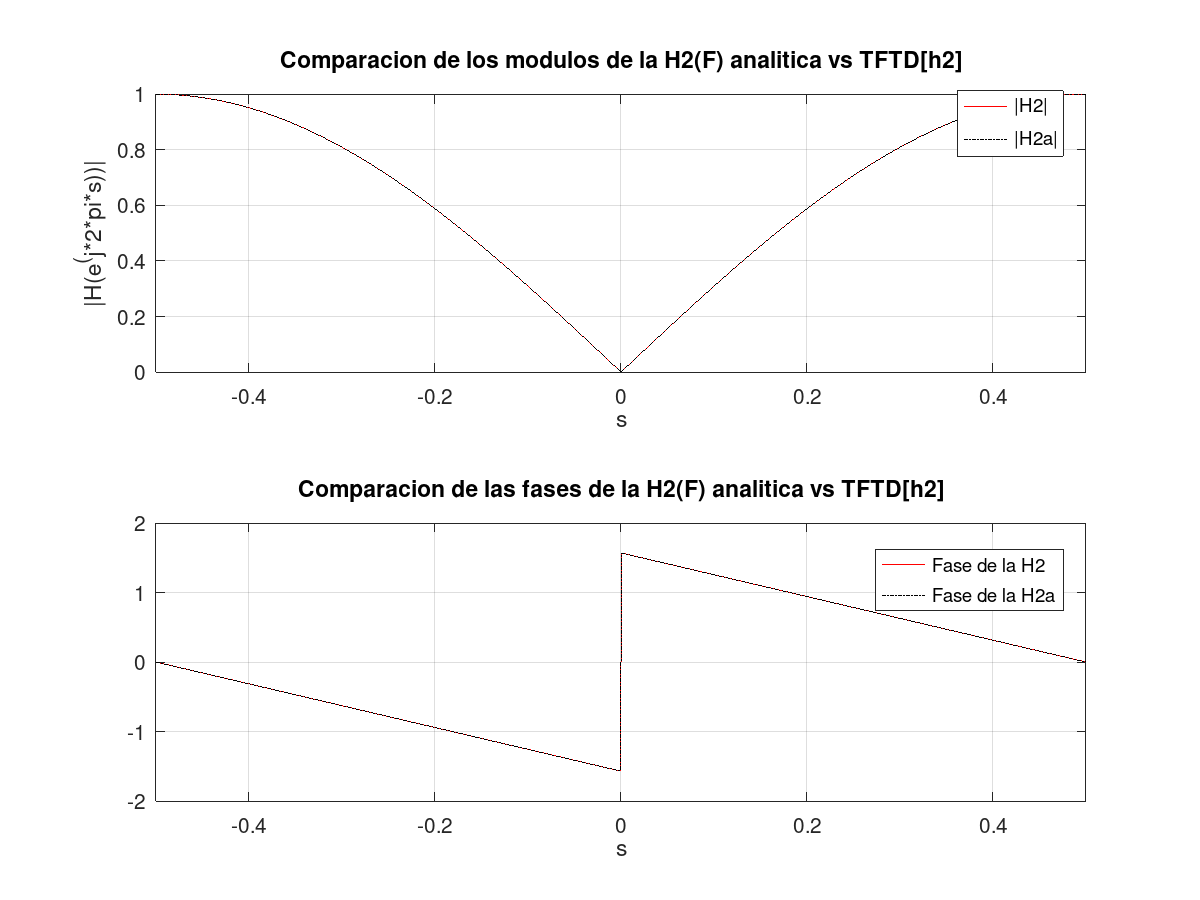 Comparacion de los modulos de la H2(F) analitica vs TFTD[h2]
|H(e(j*2*pi*s))|
1
0.8
0.6
0.4
0.2
0
-0.4
-0.2
0
0.2
0.4
s
|H2|
|H2a|
Comparacion de las fases de la H2(F) analitica vs TFTD[h2]
2
1
0
-1
-2
-0.4
-0.2
0
0.2
0.4
s
Fase de la H2
Fase de la H2a